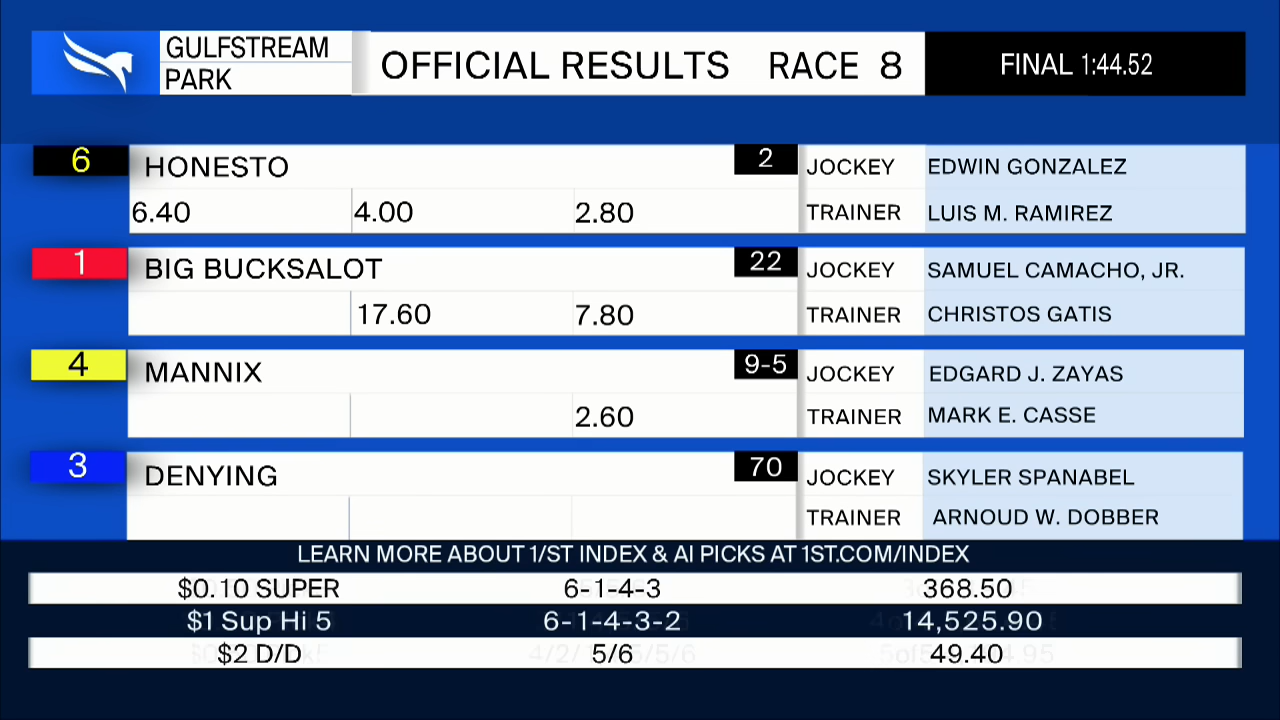 GULFSTREAM
PARK
OFFICIAL RESULTS RACE 8
FINAL 1:44.52
6 HONESTO 2 JOCKEY EDWIN GONZALEZ
6.40 4.00 2.80 TRAINER LUIS M. RAMIREZ
1 BIG BUCKSALOT 22 JOCKEY SAMUEL CAMACHO, JR.
17.60 7.80 TRAINER CHRISTOS GATIS
4 MANNIX 9-5 JOCKEY EDGARD J. ZAYAS
2.60 TRAINER MARK E. CASSE
3 DENYING 70 JOCKEY SKYLER SPANABEL
TRAINER ARNOUD W. DOBBER
LEARN MORE ABOUT 1/ST INDEX & AI PICKS AT 1ST.COM/INDEX
$0.10 SUPER 6-1-4-3 368.50
$1 Sup Hi 5 6-1-4-3-2 14,525.90
$2 D/D 5/6 49.40